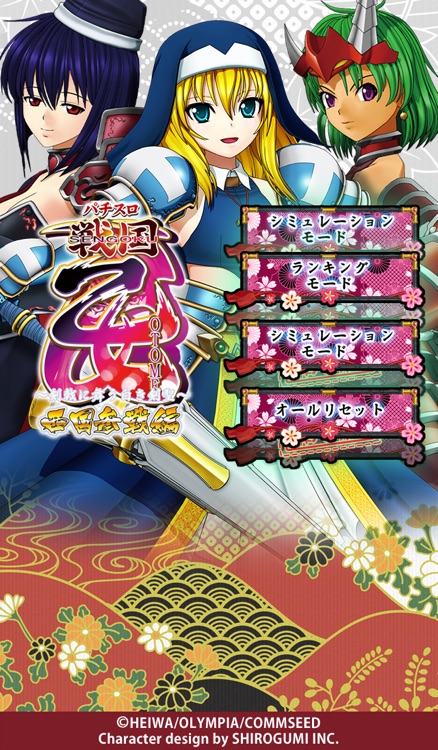 パチスロ
戦国
SENGOKU
乙女
OTOME
西国参戦編
シミュレーション
モード
ランキング
モード
シミュレーション
モード
オールリセット
©HEIWA/OLYMPIA/COMMSEED
Character design by SHIROGUMI INC.